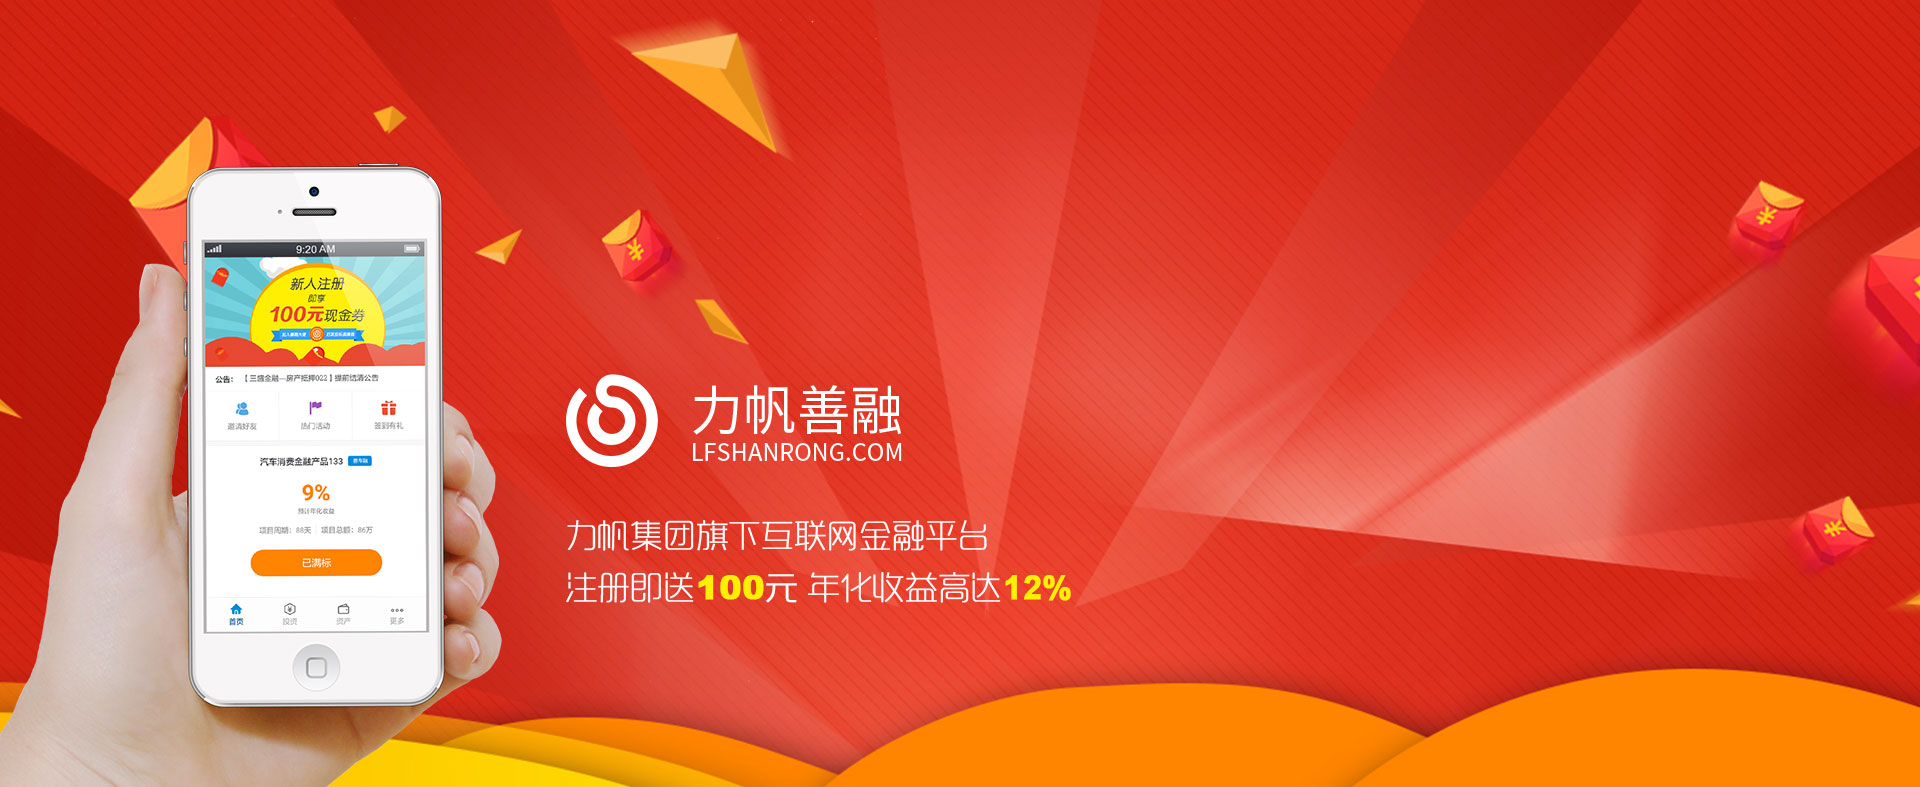 9:20 AM
新人注册
即享
100元现金券
公告： 【三盛金融—房产抵押022】提前结清公告
邀请好友 热门活动 签到有礼
汽车消费金融产品133
9%
预计年化收益
项目周期：88天 项目总额：86万
已满标
首页 投资 资产 更多
力帆善融
LFSHANRONG.COM
力帆集团旗下互联网金融平台
注册即送100元 年化收益高达12%